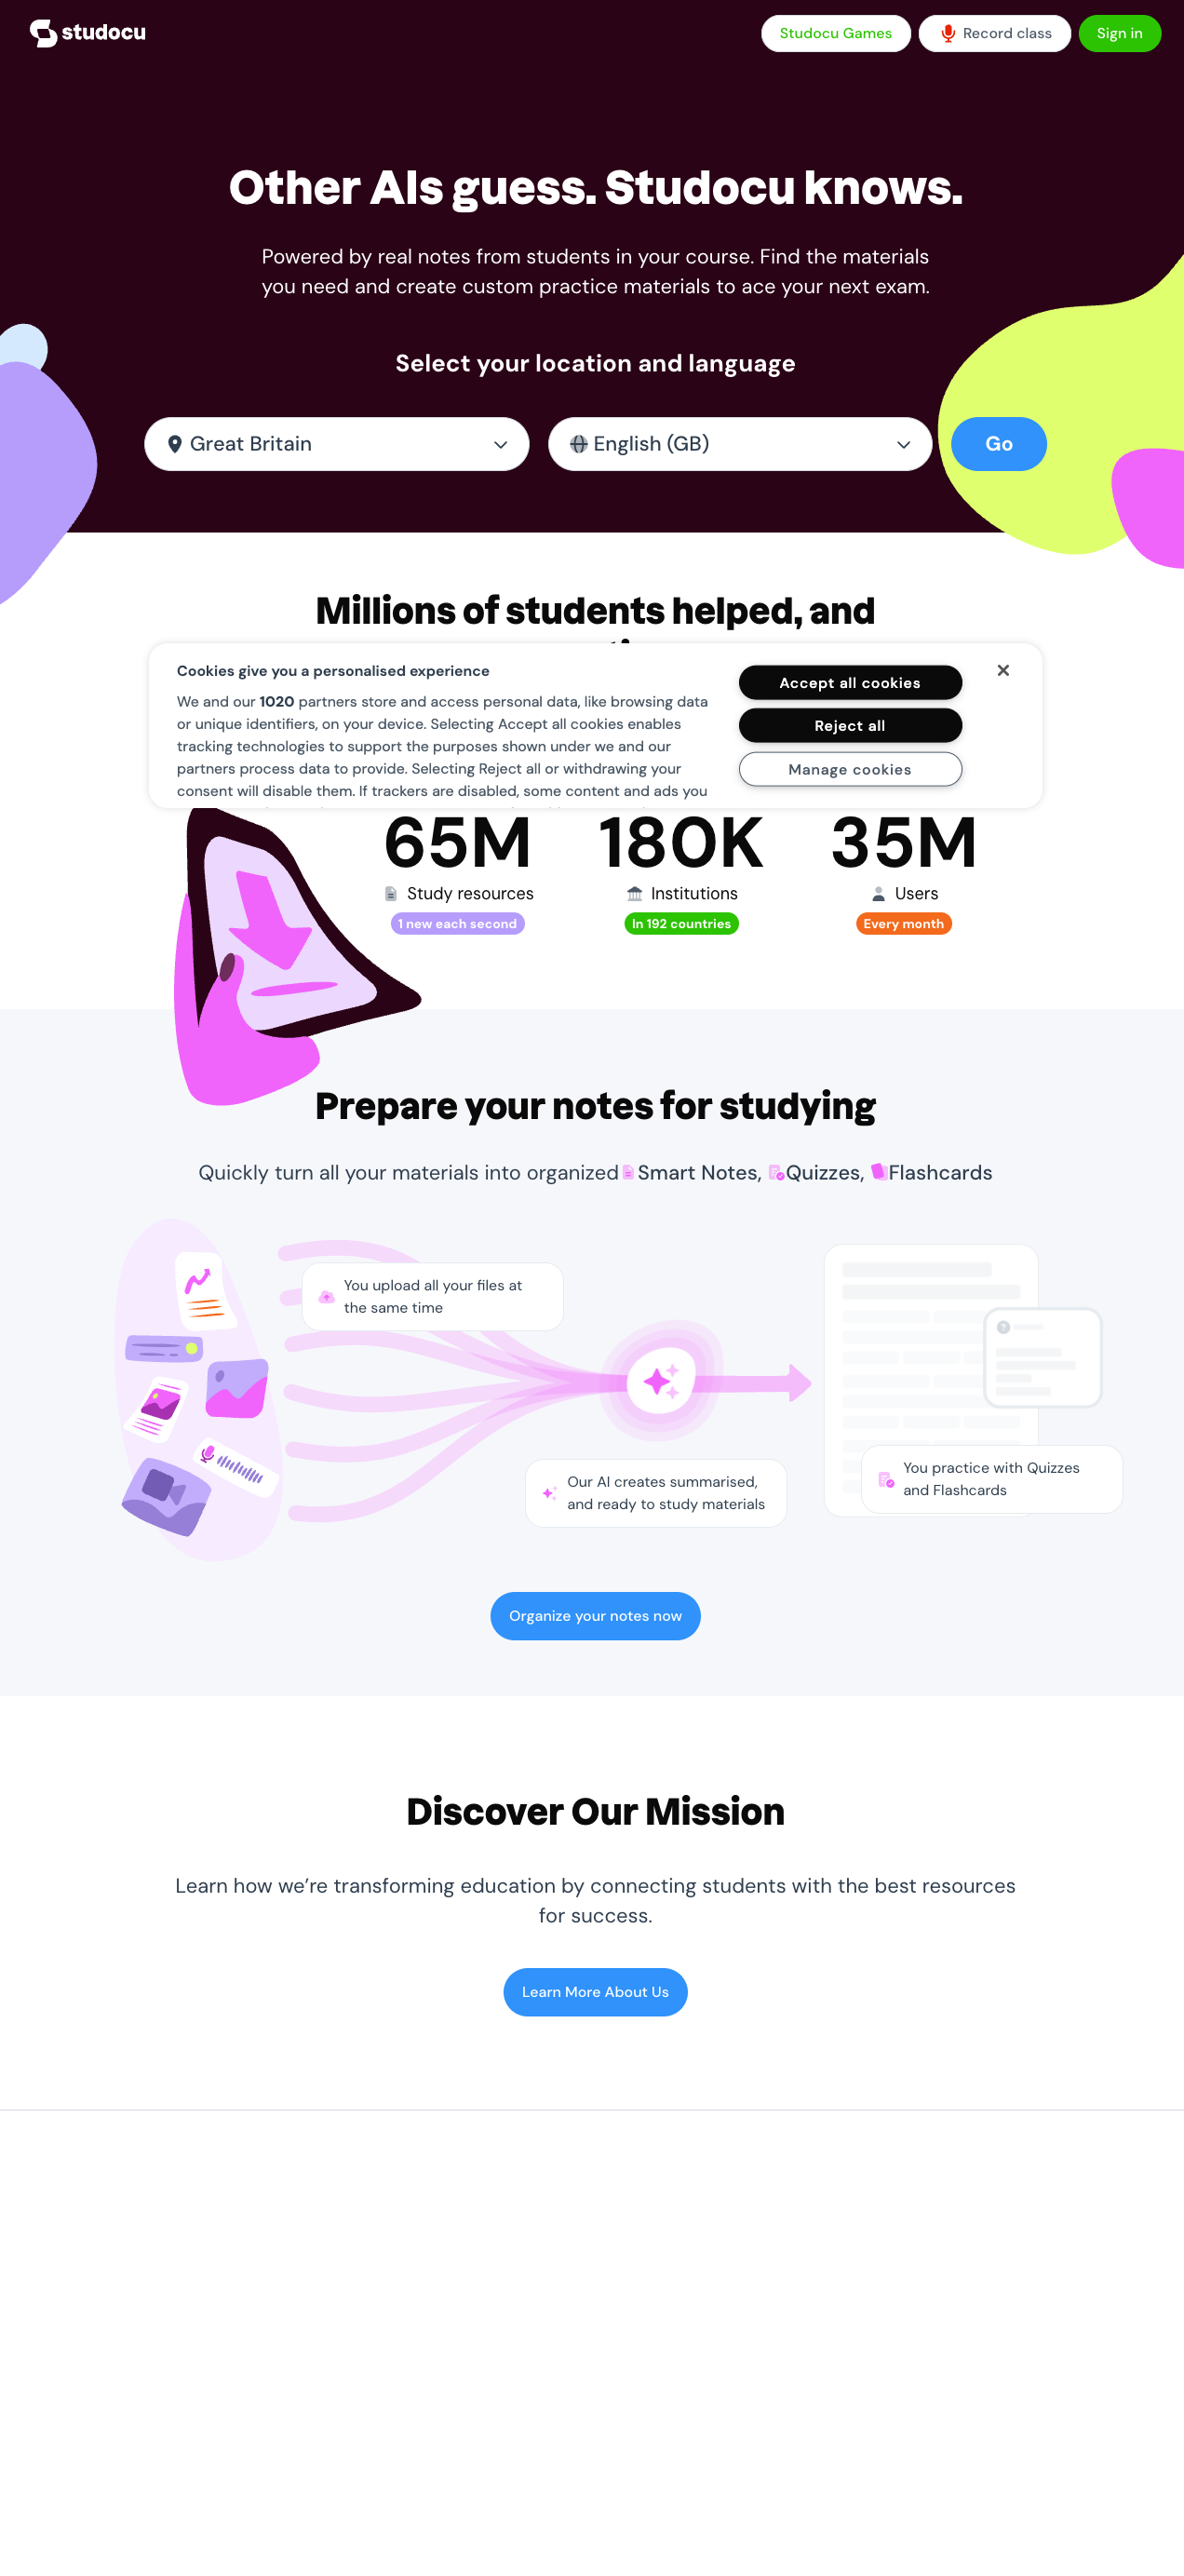 studocu
Studocu Games
Record class
Sign in
Other AIs guess. Studocu knows.
Powered by real notes from students in your course. Find the materials
you need and create custom practice materials to ace your next exam.
Select your location and language
Great Britain
English (GB)
Go
Millions of students helped, and
Cookies give you a personalised experience
We and our 1020 partners store and access personal data, like browsing data
or unique identifiers, on your device. Selecting Accept all cookies enables
tracking technologies to support the purposes shown under we and our
partners process data to provide. Selecting Reject all or withdrawing your
consent will disable them. If trackers are disabled, some content and ads you
Accept all cookies
Reject all
Manage cookies
65M
Study resources
1 new each second
180K
Institutions
In 192 countries
35M
Users
Every month
Prepare your notes for studying
Quickly turn all your materials into organized Smart Notes, Quizzes, Flashcards
You upload all your files at
the same time
Our AI creates summarised,
and ready to study materials
You practice with Quizzes
and Flashcards
Organize your notes now
Discover Our Mission
Learn how we’re transforming education by connecting students with the best resources
for success.
Learn More About Us